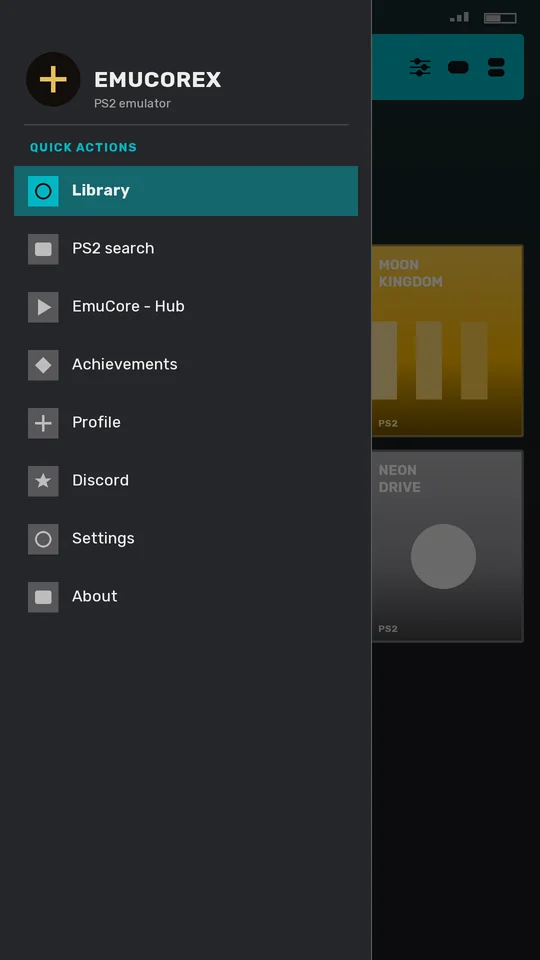 EMUCOREX
PS2 emulator
QUICK ACTIONS
Library
PS2 search
EmuCore - Hub
Achievements
Profile
Discord
Settings
About
MOON
KINGDOM
PS2
NEON
DRIVE
PS2